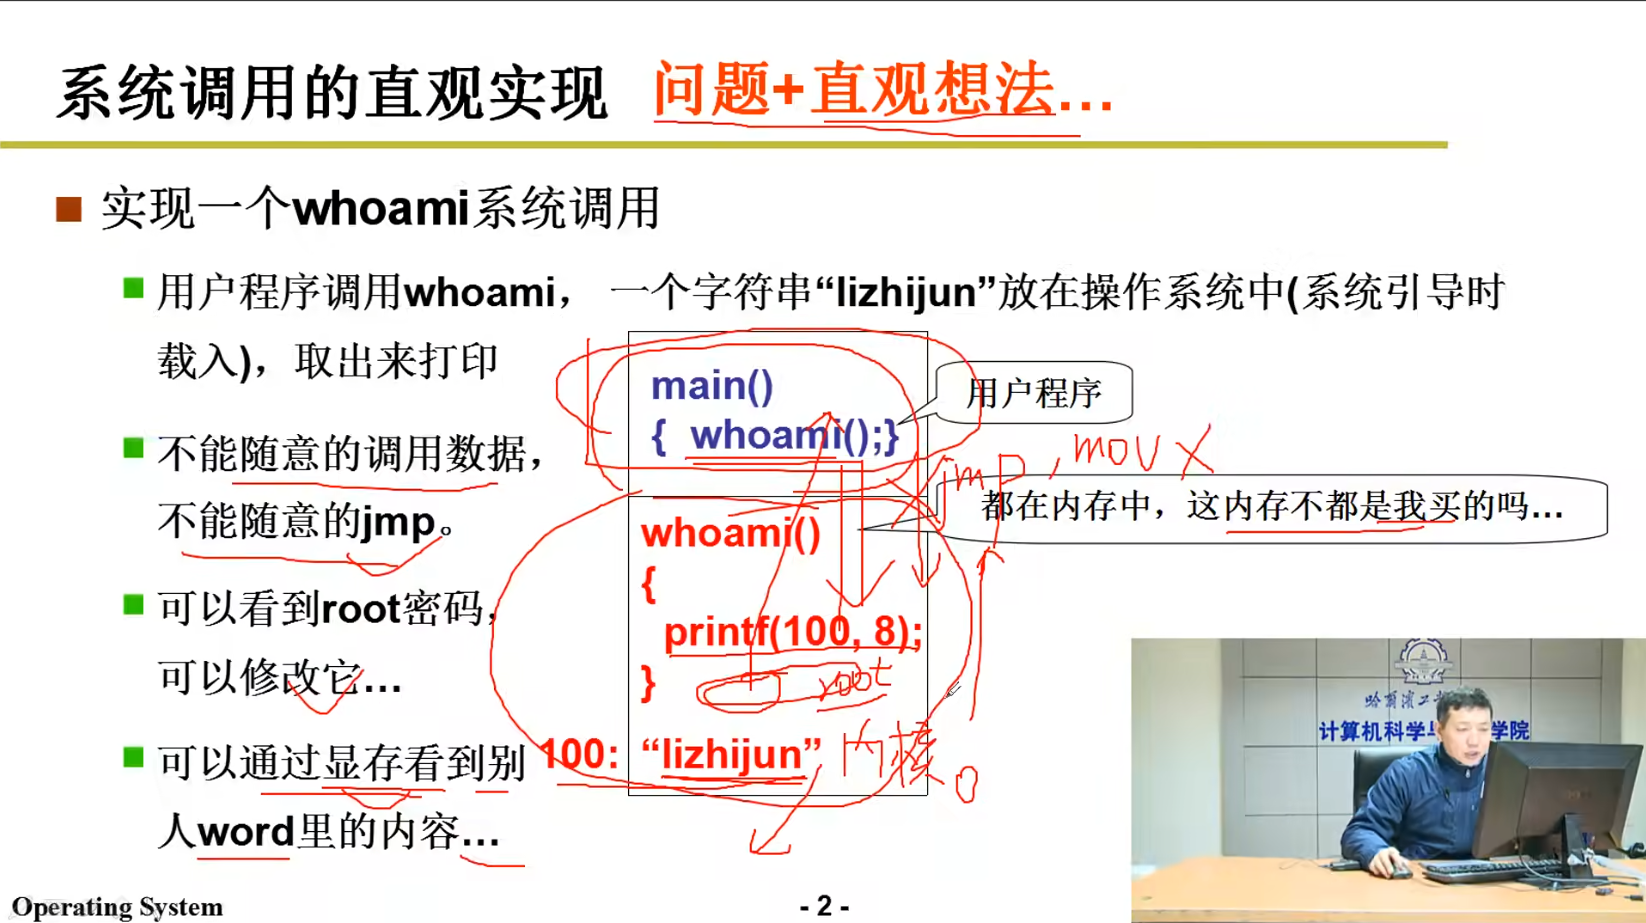 系统调用的直观实现 问题+直观想法...
实现一个whoami系统调用
用户程序调用whoami，一个字符串“lizhijun”放在操作系统中(系统引导时
载入)，取出来打印
不能随意的调用数据，
不能随意的jmp。
可以看到root密码，
可以修改它...
可以通过显存看到别
人word里的内容...
main()
{ whoami();}
用户程序
jmp, mov X
都在内存中，这内存不都是我买的吗...
whoami()
{
printf(100, 8);
}
root
100: “lizhijun”
内核
0
哈尔滨工
计算机科学与
学院
Operating System
- 2 -